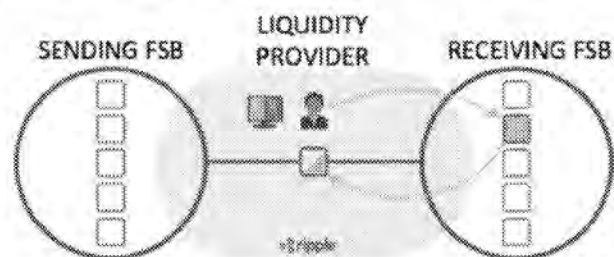 LIQUIDITY
PROVIDER
SENDING FSB
RECEIVING FSB
ripple